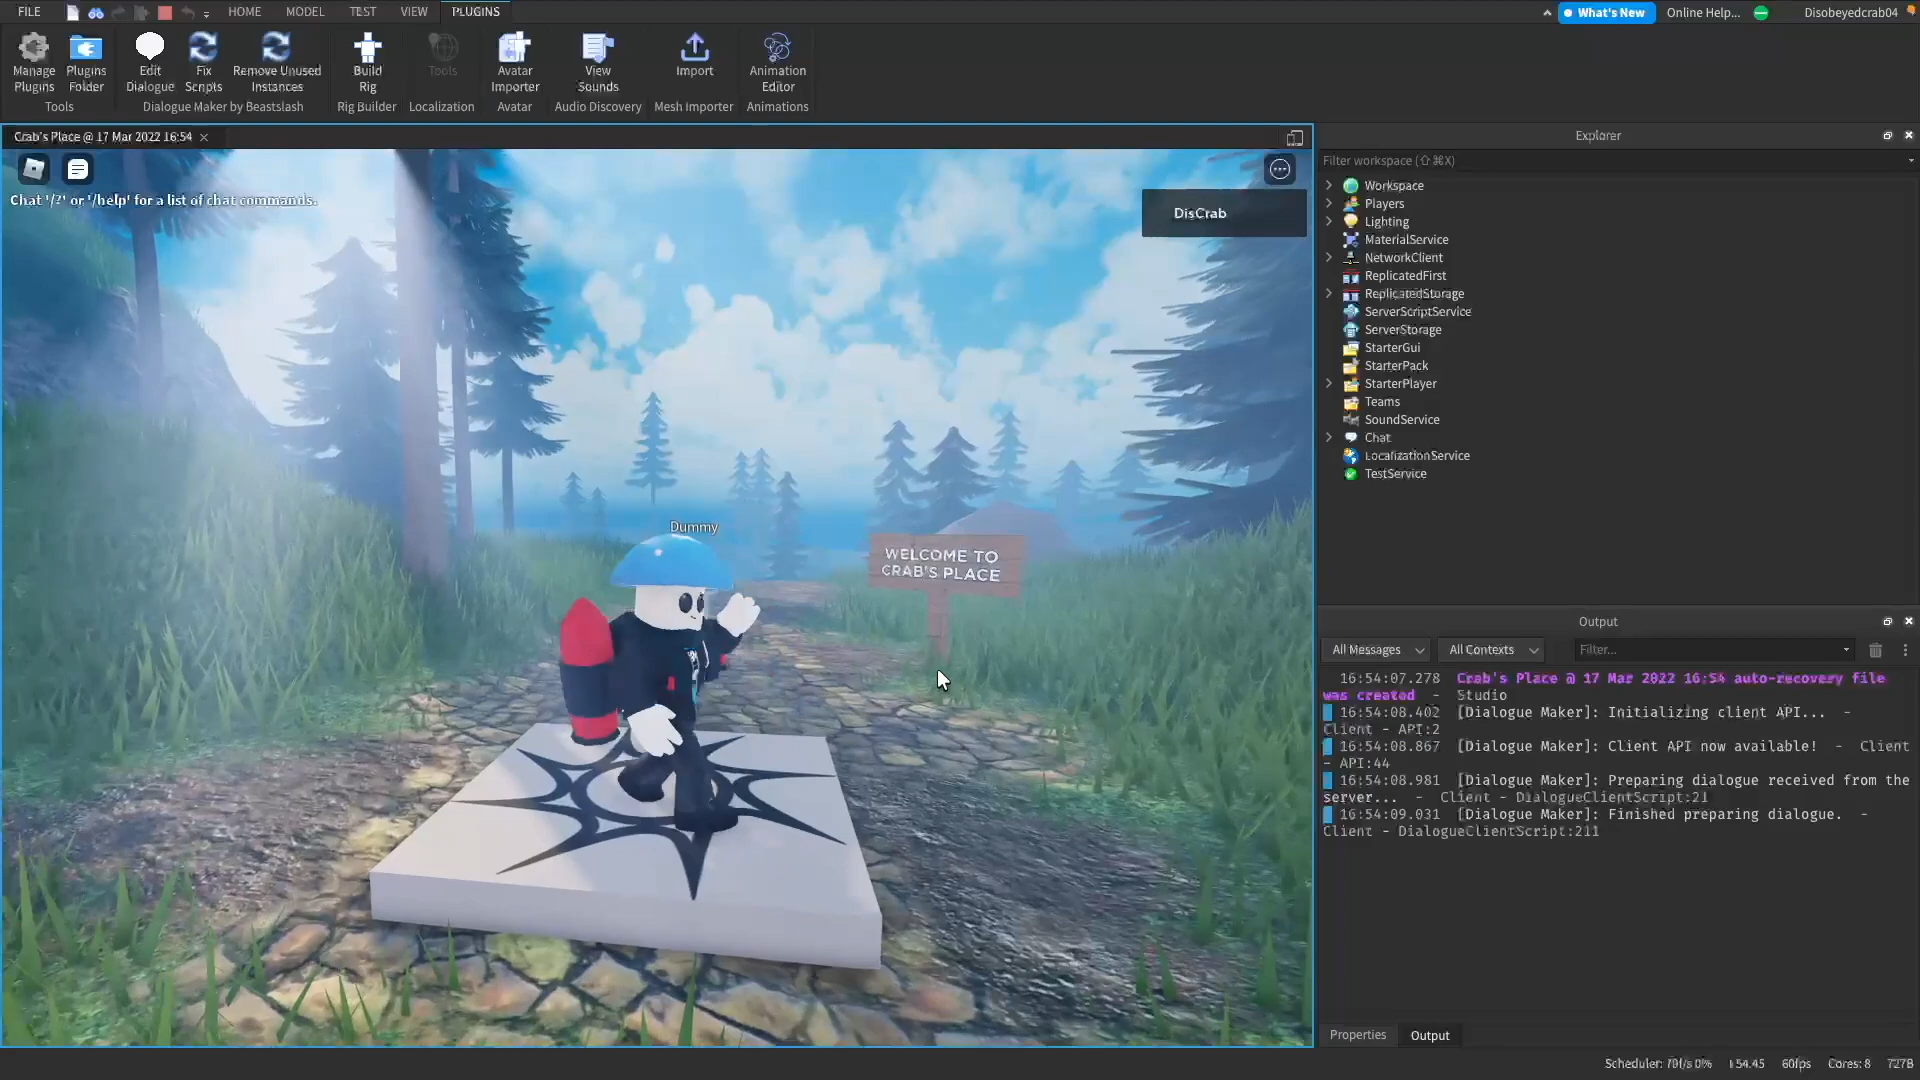 FILE HOME MODEL TEST VIEW PLUGINS What's New Online Help... Disobeyedcrab04
Manage Plugins
Plugins Folder
Edit Dialogue
Fix Scripts
Remove Unused Instances
Build Rig
Tools
Avatar Importer
View Sounds
Import
Animation Editor
Tools Dialogue Maker by Beastslash Rig Builder Localization Avatar Audio Discovery Mesh Importer Animations
Crab's Place @ 17 Mar 2022 16:54
Chat '/?' or '/help' for a list of chat commands.
DisCrab
Dummy
WELCOME TO
CRAB'S PLACE
Explorer
Filter workspace (⇧⌘X)
Workspace
Players
Lighting
MaterialService
NetworkClient
ReplicatedFirst
ReplicatedStorage
ServerScriptService
ServerStorage
StarterGui
StarterPack
StarterPlayer
Teams
SoundService
Chat
LocalizationService
TestService
Output
All Messages All Contexts Filter...
16:54:07.278 Crab's Place @ 17 Mar 2022 16:54 auto-recovery file
was created - Studio
16:54:08.402 [Dialogue Maker]: Initializing client API... -
Client - API:2
16:54:08.867 [Dialogue Maker]: Client API now available! - Client
- API:44
16:54:08.981 [Dialogue Maker]: Preparing dialogue received from the
server... - Client - DialogueClientScript:21
16:54:09.031 [Dialogue Maker]: Finished preparing dialogue. -
Client - DialogueClientScript:211
Properties Output
Scheduler: 60fps Cores: 8